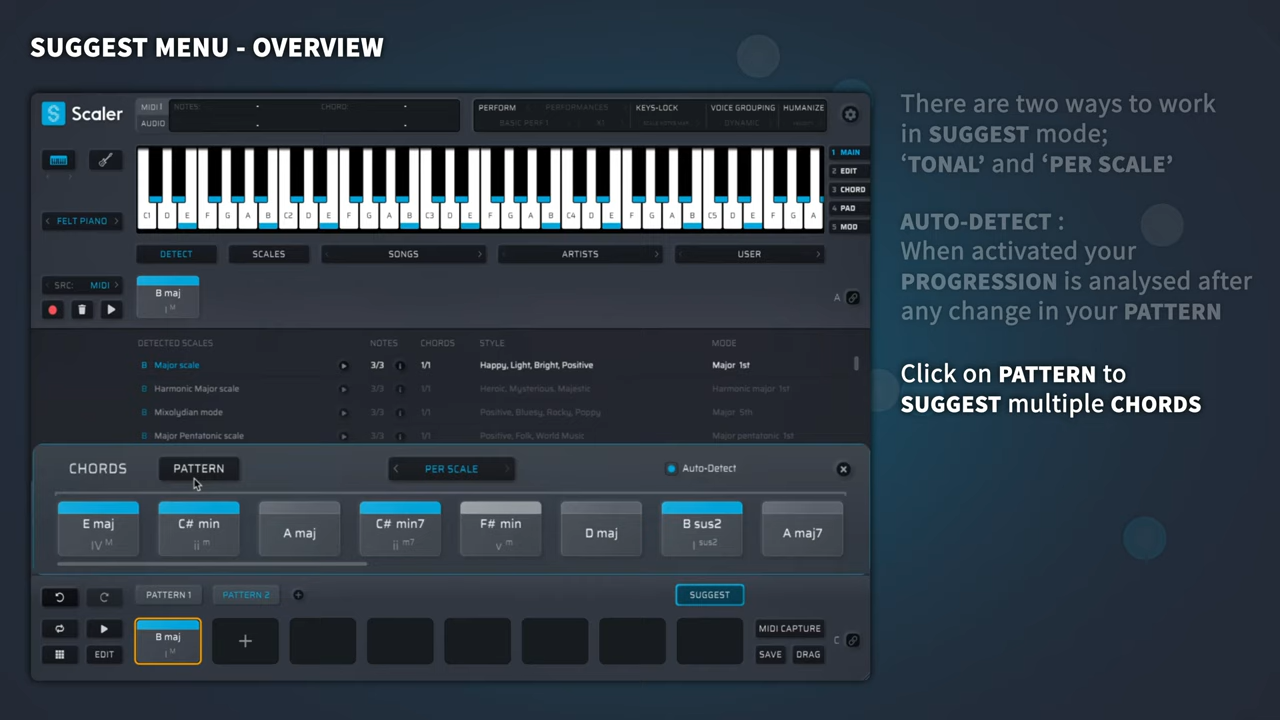 SUGGEST MENU - OVERVIEW
Scaler
MIDI
AUDIO
NOTES:
CHORD
PERFORM
PERFORMANCES
KEYS-LOCK
VOICE GROUPING
HUMANIZE
BASIC PERF 1
X1
DYNAMIC
1 MAIN
2 EDIT
3 CHORD
4 PAD
5 MOD
C1 D E F G A B C2 D E F G A B C3 D E F G A B C4 D E F G A B C5 D E F G A
< FELT PIANO >
DETECT
SCALES
< SONGS >
< ARTISTS >
< USER >
< SRC: MIDI >
B maj
I M
A
DETECTED SCALES NOTES CHORDS STYLE MODE
B Major scale 3/3 1/1 Happy, Light, Bright, Positive Major 1st
B Harmonic Major scale 3/3 1/1 Heroic, Mysterious, Majestic Harmonic major 1st
B Mixolydian mode 3/3 1/1 Positive, Bluesy, Rocky, Poppy Major 5th
B Major Pentatonic scale 3/3 1/1 Positive, Folk, World Music Major pentatonic 1st
CHORDS
PATTERN
< PER SCALE >
Auto-Detect
E maj
IV M
C# min
ii m
A maj
C# min7
ii m7
F# min
v m
D maj
B sus2
I sus2
A maj7
PATTERN 1
PATTERN 2
+
SUGGEST
EDIT
B maj
I M
+
MIDI CAPTURE
SAVE
DRAG
C
There are two ways to work
in SUGGEST mode;
‘TONAL’ and ‘PER SCALE’
AUTO-DETECT :
When activated your
PROGRESSION is analysed after
any change in your PATTERN
Click on PATTERN to
SUGGEST multiple CHORDS